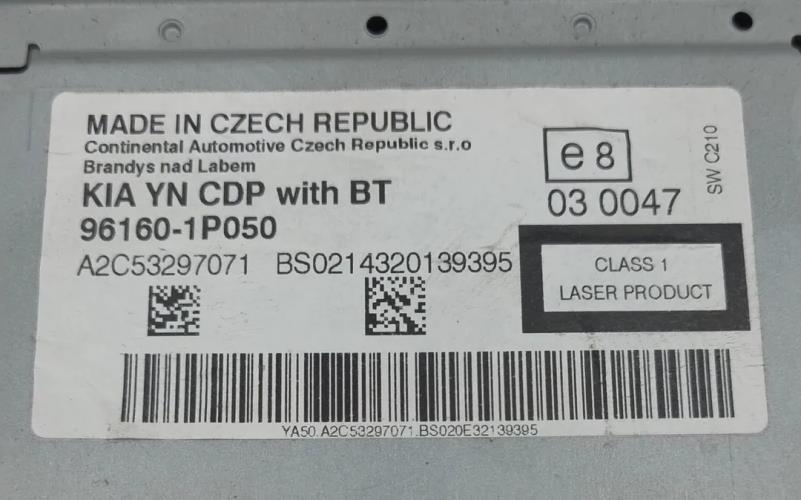 MADE IN CZECH REPUBLIC
Continental Automotive Czech Republic s.r.o
Brandys nad Labem
KIA YN CDP with BT
96160-1P050
A2C53297071 BS0214320139395
e 8
03 0047
SW C210
CLASS 1
LASER PRODUCT
YA50.A2C53297071.BS020E32139395